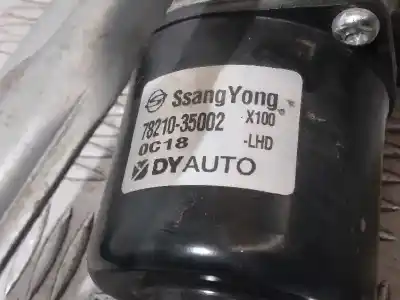 SsangYong
78210-35002 X100
0C18 -LHD
DYAUTO